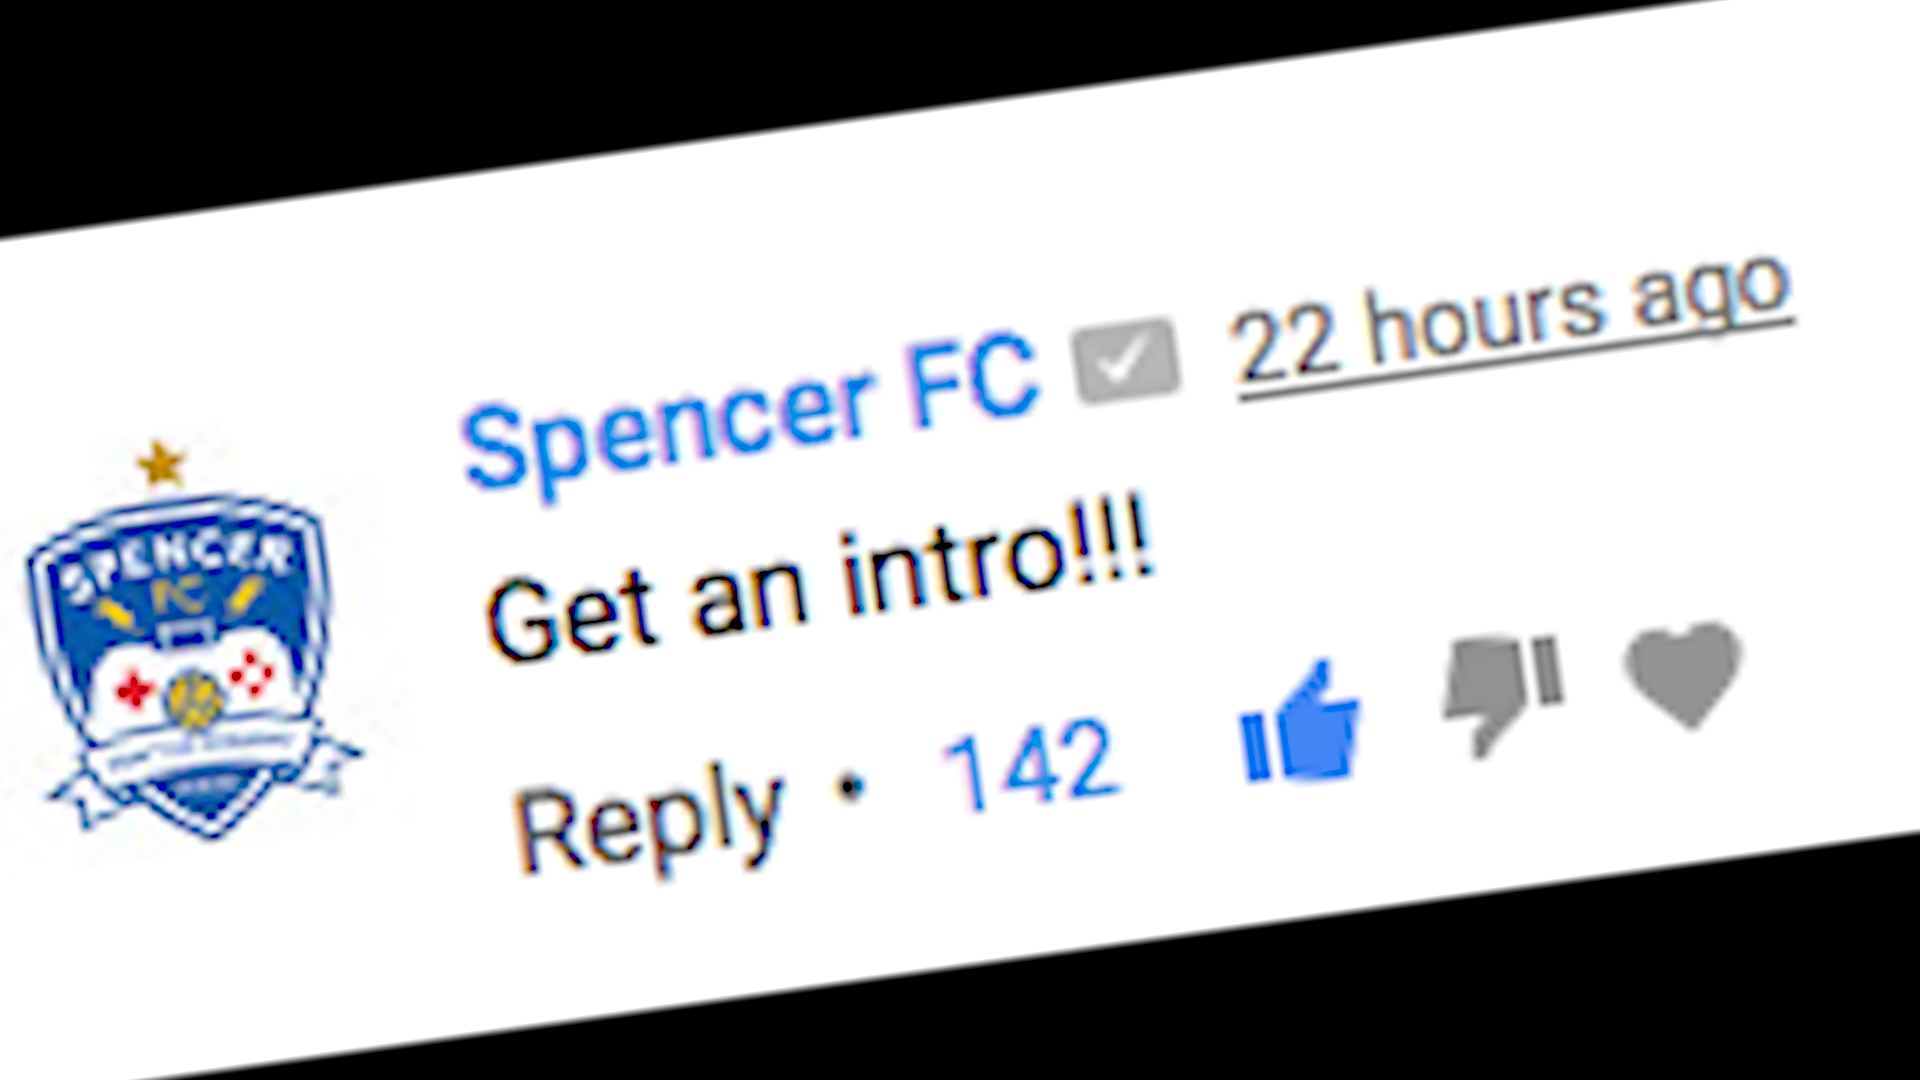 Spencer FC 22 hours ago
Get an intro!!!
Reply • 142
SPENCER
FC